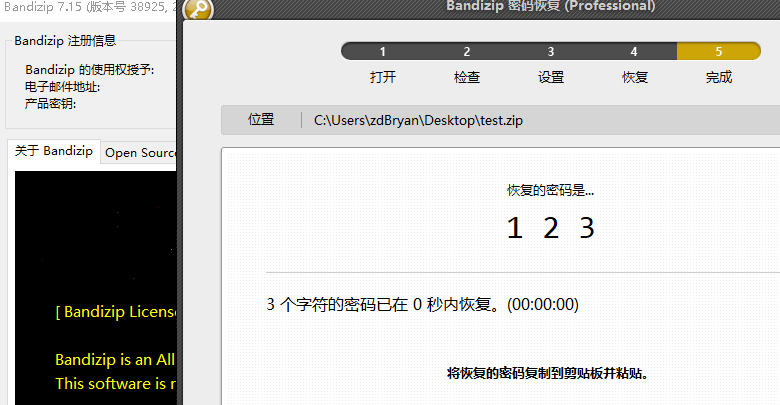 Bandizip 7.15 (版本号 38925, 2
Bandizip 注册信息
Bandizip 的使用权授予:
电子邮件地址:
产品密钥:
关于 Bandizip
Open Source
[ Bandizip License
Bandizip is an All
This software is
Bandizip 密码恢复 (Professional)
1 2 3 4 5
打开 检查 设置 恢复 完成
位置 C:\Users\zdBryan\Desktop\test.zip
恢复的密码是...
1 2 3
3 个字符的密码已在 0 秒内恢复。(00:00:00)
将恢复的密码复制到剪贴板并粘贴。